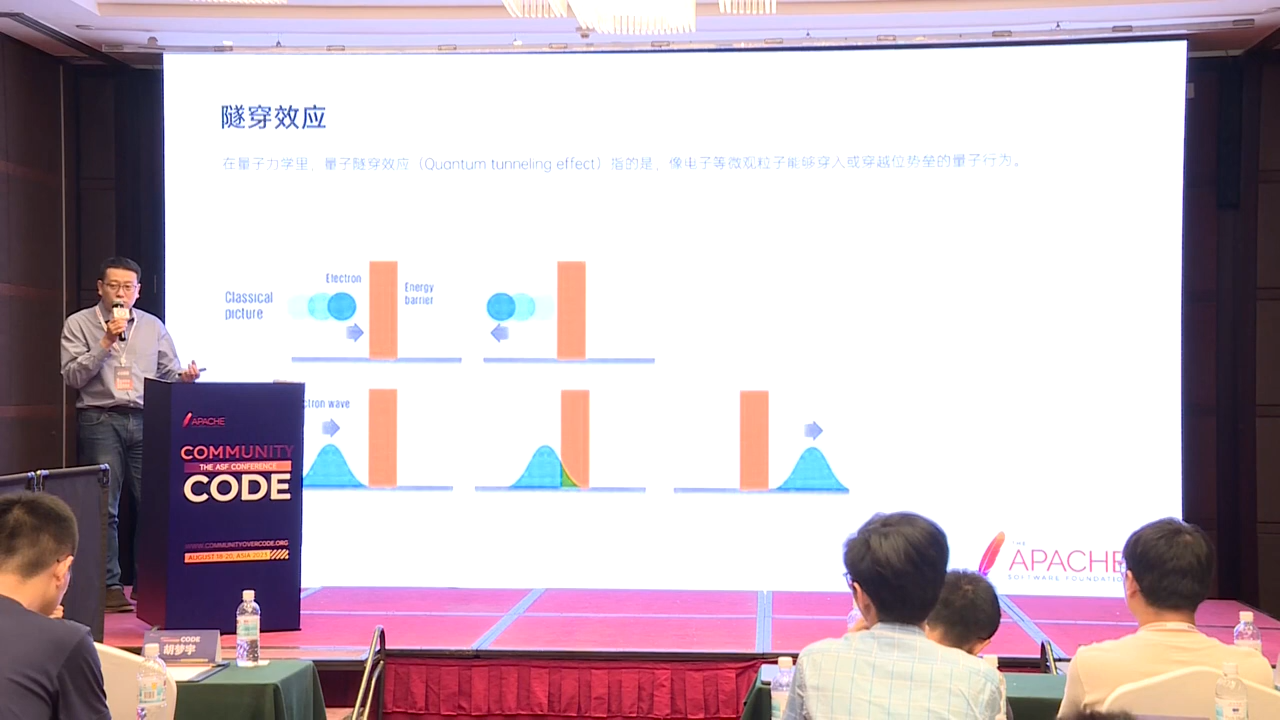 隧穿效应
在量子力学里，量子隧穿效应（Quantum tunneling effect）指的是，像电子等微观粒子能够穿入或穿越位势垒的量子行为。
Electron
Classical
picture
Energy
barrier
ctron wave
APACHE
COMMUNITY
THE ASF CONFERENCE
CODE
WWW.COMMUNITYOVERCODE.ORG
AUGUST 18-20, ASIA 2023
THE
APACHE
SOFTWARE FOUNDATIO
CODE
胡梦宇